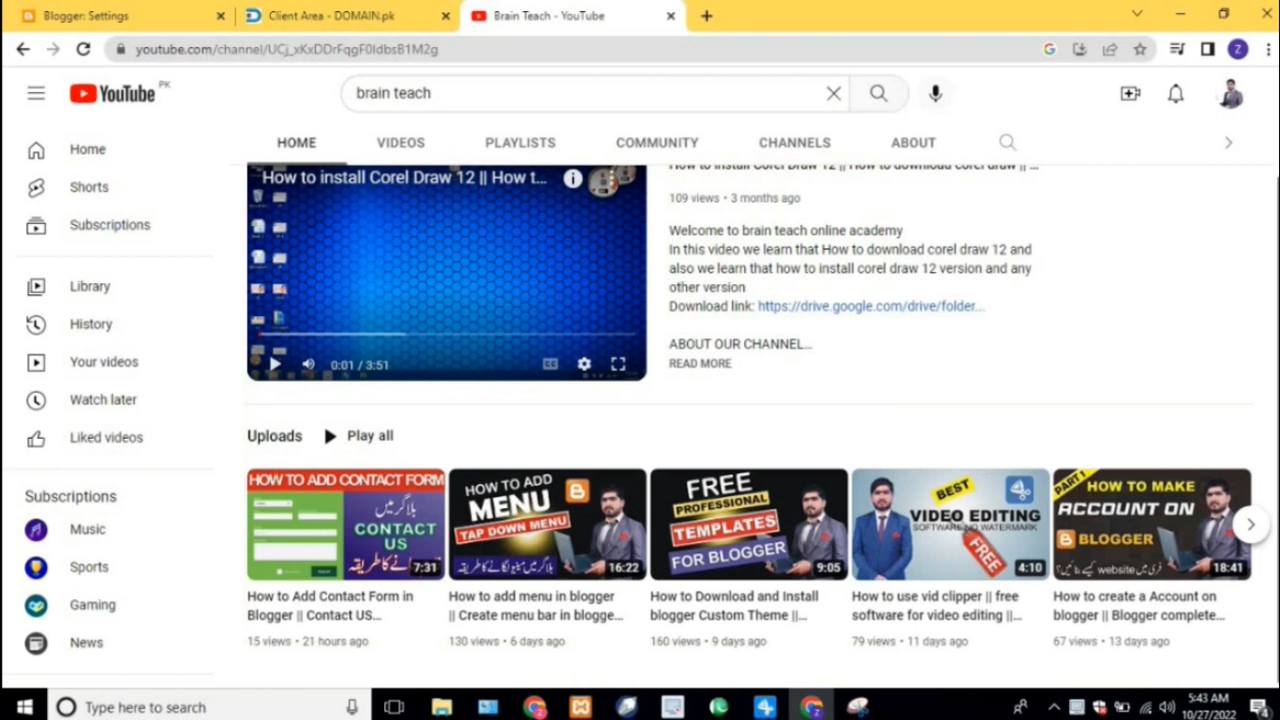 Blogger: Settings
Client Area - DOMAIN.pk
Brain Teach - YouTube
youtube.com/channel/UCj_xKxDDrFqgF0IdbsB1M2g
Z
YouTube PK
brain teach
HOME
VIDEOS
PLAYLISTS
COMMUNITY
CHANNELS
ABOUT
Home
Shorts
Subscriptions
Library
History
Your videos
Watch later
Liked videos
Subscriptions
Music
Sports
Gaming
News
How to install Corel Draw 12 || How t...
0:01 / 3:51
How to install Corel Draw 12 || How to download corel draw || ...
109 views • 3 months ago
Welcome to brain teach online academy
In this video we learn that How to download corel draw 12 and
also we learn that how to install corel draw 12 version and any
other version
Download link: https://drive.google.com/drive/folder...
ABOUT OUR CHANNEL...
READ MORE
Uploads
Play all
HOW TO ADD CONTACT FORM
بلاگر میں
CONTACT
US
کا طریقہ
7:31
How to Add Contact Form in
Blogger || Contact US...
15 views • 21 hours ago
HOW TO ADD
MENU
TAP DOWN MENU
بلاگر میں مینیو لگانے کا طریقہ
16:22
How to add menu in blogger
|| Create menu bar in blogge...
130 views • 6 days ago
FREE
PROFESSIONAL
TEMPLATES
FOR BLOGGER
9:05
How to Download and Install
blogger Custom Theme ||...
160 views • 9 days ago
BEST
VIDEO EDITING
SOFTWARE NO WATERMARK
FREE
4:10
How to use vid clipper || free
software for video editing ||...
79 views • 11 days ago
PART 1
HOW TO MAKE
ACCOUNT ON
BLOGGER
فری میں website کیسے بنائیں؟
18:41
How to create a Account on
blogger || Blogger complete...
67 views • 13 days ago
Type here to search
5:43 AM
10/27/2022
4